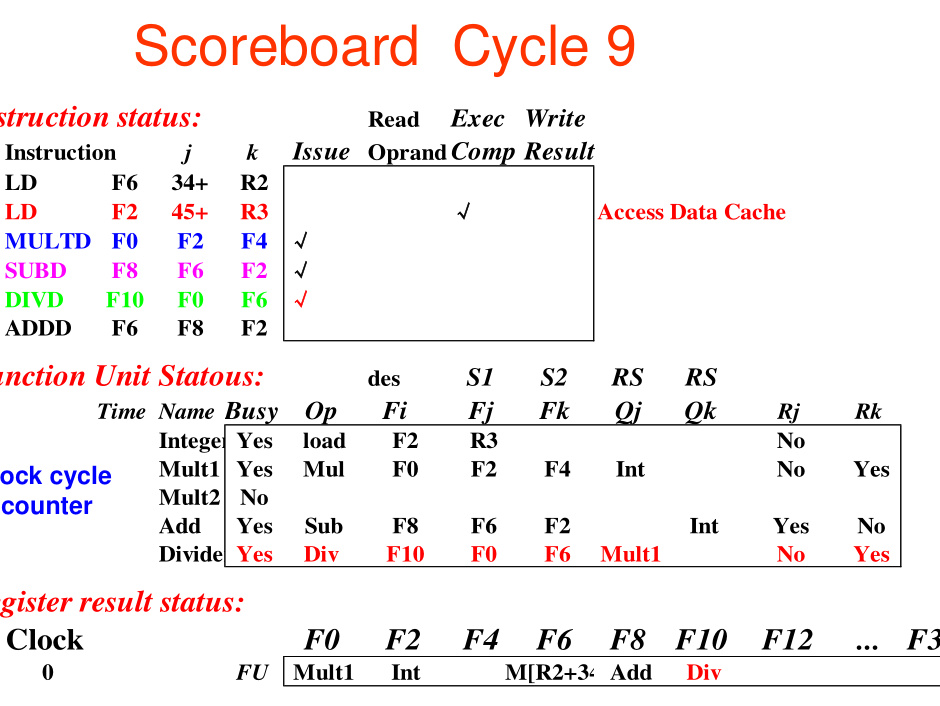 Scoreboard Cycle 9
struction status: Read Exec Write
Instruction j k Issue Oprand Comp Result
LD F6 34+ R2
LD F2 45+ R3 √ Access Data Cache
MULTD F0 F2 F4 √
SUBD F8 F6 F2 √
DIVD F10 F0 F6 √
ADDD F6 F8 F2
unction Unit Statous: des S1 S2 RS RS
Time Name Busy Op Fi Fj Fk Qj Qk Rj Rk
Integer Yes load F2 R3 No
ock cycle Mult1 Yes Mul F0 F2 F4 Int No Yes
counter Mult2 No
Add Yes Sub F8 F6 F2 Int Yes No
Divide Yes Div F10 F0 F6 Mult1 No Yes
gister result status:
Clock F0 F2 F4 F6 F8 F10 F12 ... F3
0 FU Mult1 Int M[R2+34 Add Div